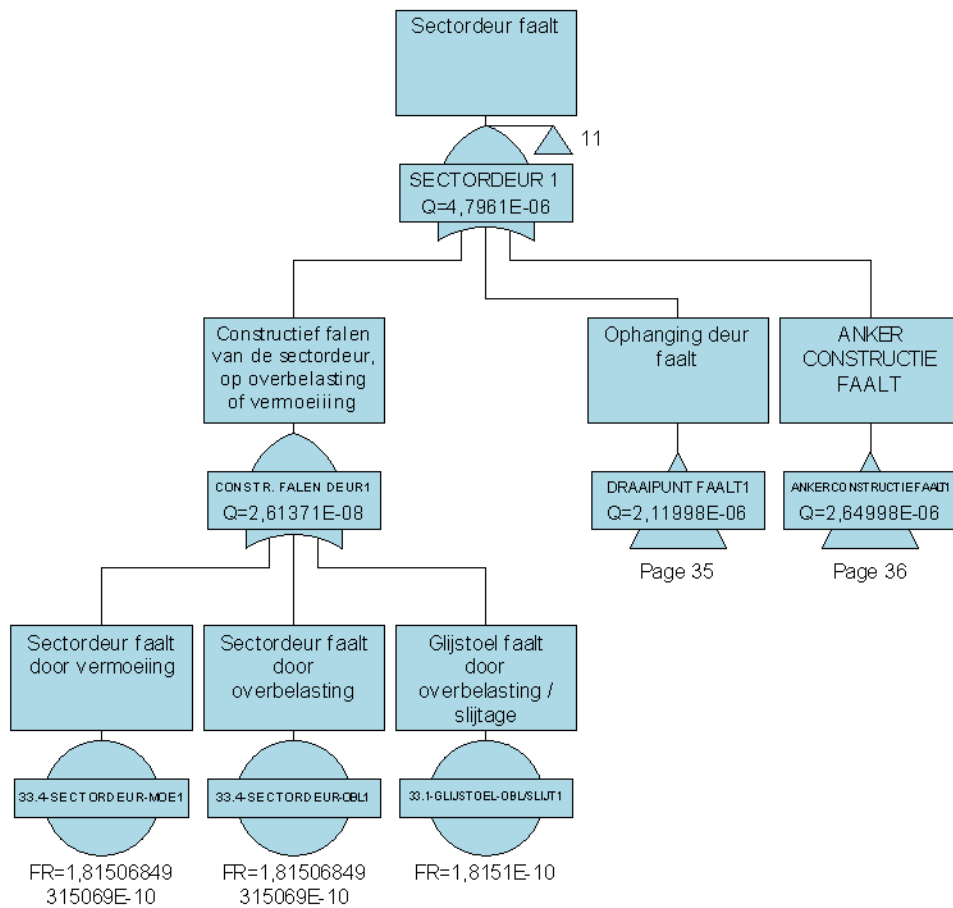 Sectordeur faalt
11
SECTORDEUR 1
Q=4,7961E-06
Constructief falen
van de sectordeur,
op overbelasting
of vermoeiiing
Ophanging deur
faalt
ANKER
CONSTRUCTIE
FAALT
CONSTR. FALEN DEUR1
Q=2,61371E-08
DRAAIPUNT FAALT1
Q=2,11998E-06
ANKERCONSTRUCTIEFAALT1
Q=2,64998E-06
Page 35
Page 36
Sectordeur faalt
door vermoeiing
Sectordeur faalt
door
overbelasting
Glijstoel faalt
door
overbelasting /
slijtage
33.4-SECTORDEUR-MOE1
33.4-SECTORDEUR-OBL1
33.1-GLIJSTOEL-OBL/SLIJT1
FR=1,81506849
315069E-10
FR=1,81506849
315069E-10
FR=1,8151E-10